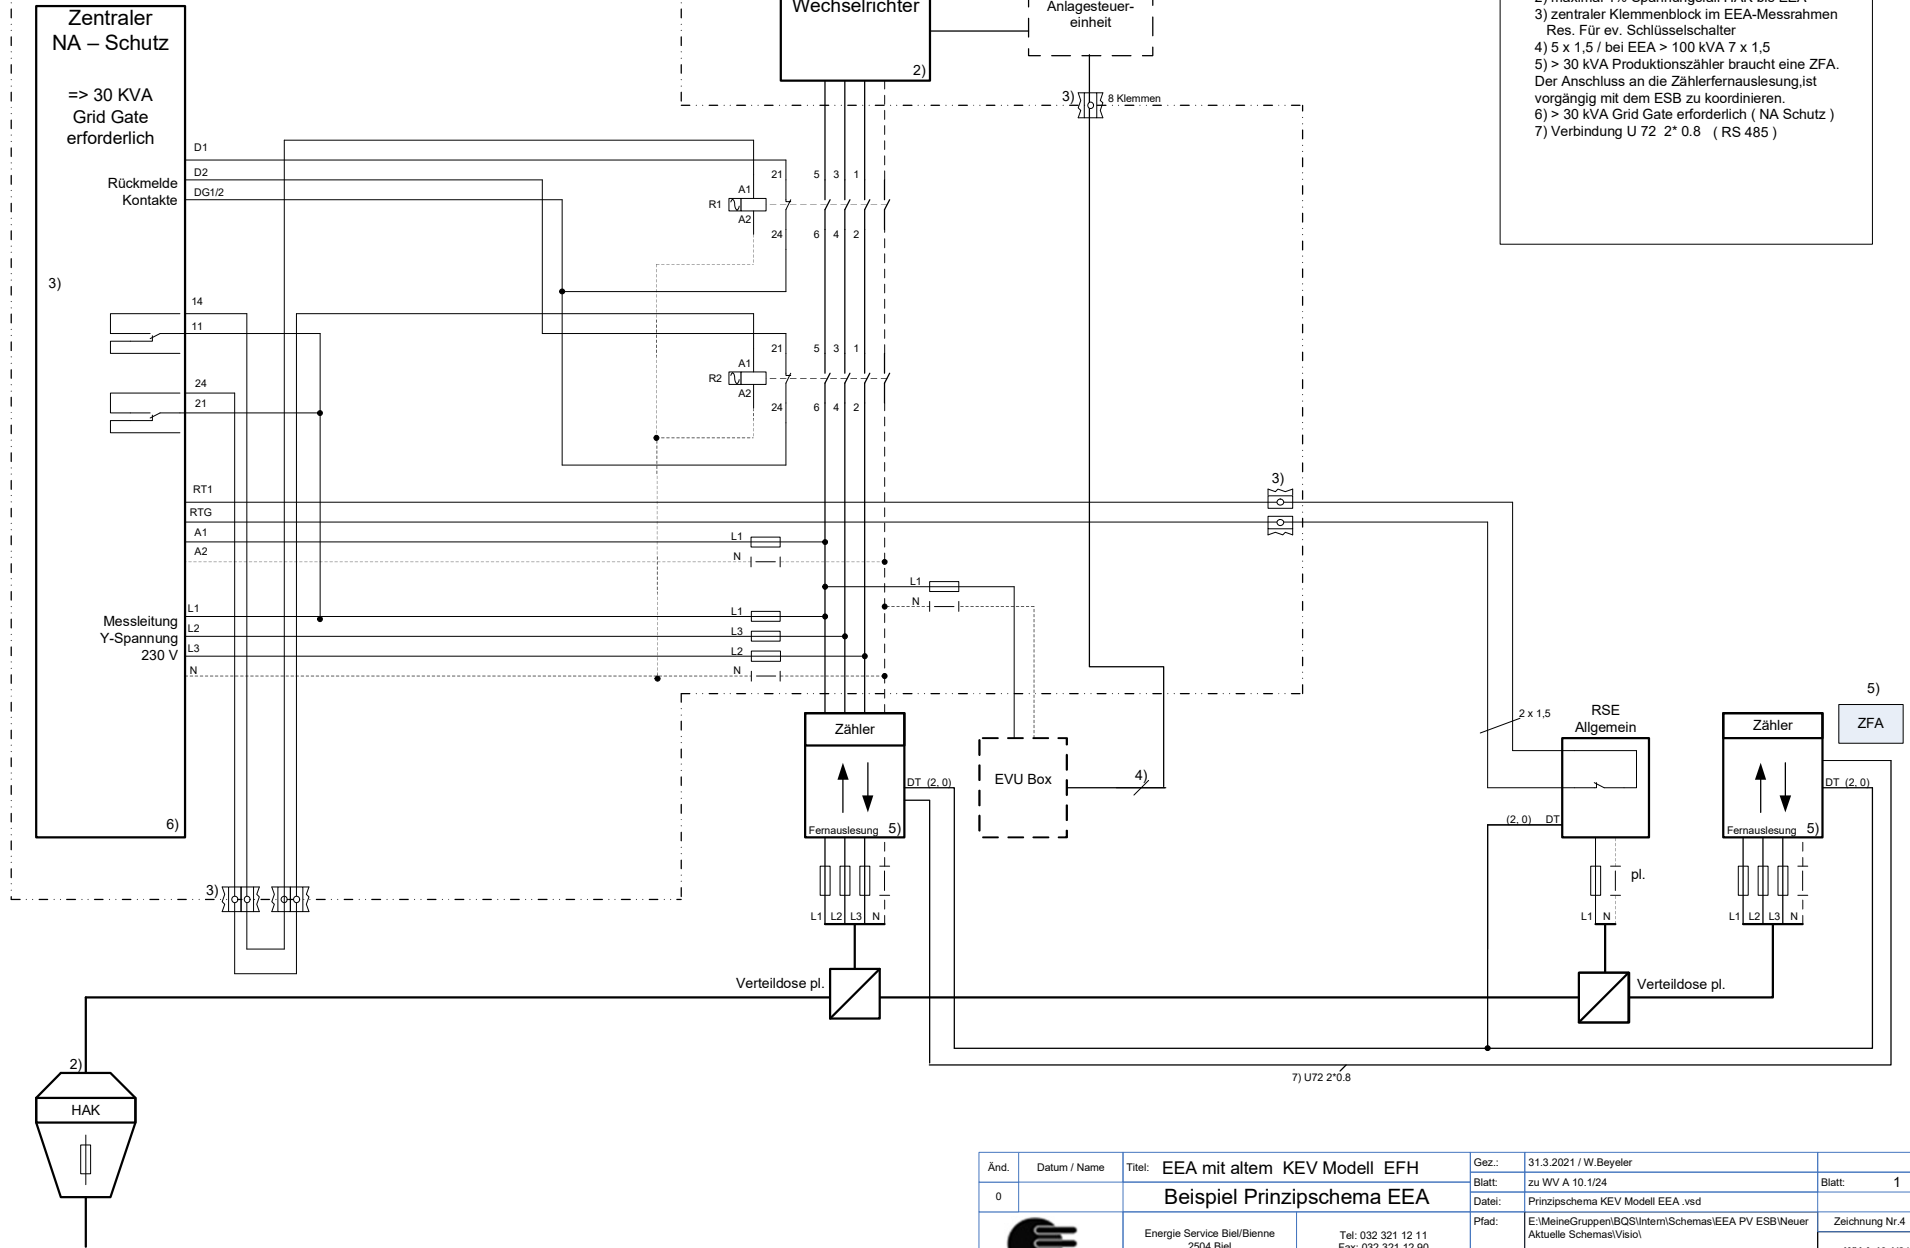 Zentraler
NA – Schutz
=> 30 KVA
Grid Gate
erforderlich
Rückmelde
Kontakte
3)
D1
D2
DG1/2
14
11
24
21
RT1
RTG
A1
A2
Messleitung
Y-Spannung
230 V
L1
L2
L3
N
6)
Wechselrichter
2)
Anlagesteuer-
einheit
3)
8 Klemmen
3) zentraler Klemmenblock im EEA-Messrahmen
Res. Für ev. Schlüsselschalter
4) 5 x 1,5 / bei EEA > 100 kVA 7 x 1,5
5) > 30 kVA Produktionszähler braucht eine ZFA.
Der Anschluss an die Zählerfernauslesung,ist
vorgängig mit dem ESB zu koordinieren.
6) > 30 kVA Grid Gate erforderlich ( NA Schutz )
7) Verbindung U 72 2* 0.8 ( RS 485 )
21 5 3 1
A1
R1
A2
24 6 4 2
21 5 3 1
A1
R2
A2
24 6 4 2
3)
L1
N
L1
N
L1
L3
L2
N
Zähler
DT (2, 0)
Fernauslesung 5)
L1 L2 L3 N
EVU Box
4)
2 x 1,5
RSE
Allgemein
(2, 0) DT
pl.
L1 N
5)
ZFA
Zähler
DT (2, 0)
Fernauslesung 5)
L1 L2 L3 N
3)
Verteildose pl.
Verteildose pl.
7) U72 2*0.8
2)
HAK
Änd. Datum / Name Titel: EEA mit altem KEV Modell EFH Gez.: 31.3.2021 / W.Beyeler
0 Beispiel Prinzipschema EEA Blatt: zu WV A 10.1/24 Blatt: 1
Datei: Prinzipschema KEV Modell EEA .vsd
Energie Service Biel/Bienne
2504 Biel
Tel: 032 321 12 11
Fax: 032 321 12 90
Pfad: E:\MeineGruppen\BQS\Intern\Schemas\EEA PV ESB\Neuer
Aktuelle Schemas\Visio\
Zeichnung Nr.4